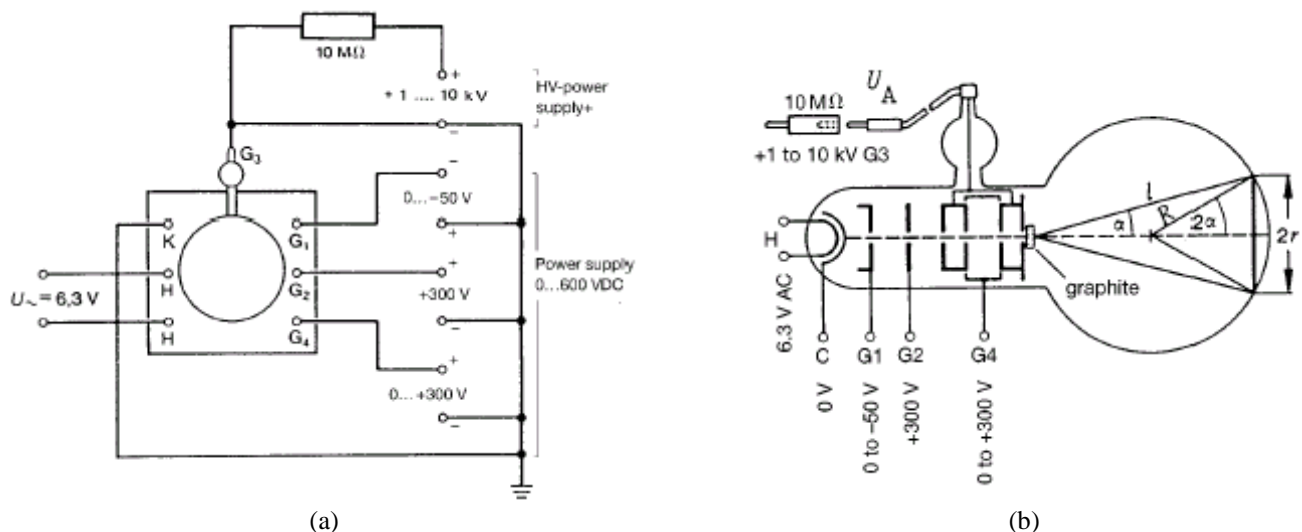 10 MΩ
+
+ 1 .... 10 kV
−
HV-power
supply+
G3
−
0...−50 V
+
K
G1
H
G2
+
+300 V
−
U~ = 6,3 V
H
G4
+
0...+300 V
−
Power supply
0...600 VDC
(a)
10 MΩ
UA
+1 to 10 kV G3
H
6.3 V AC
l
R
α
2α
2r
graphite
C
G1
G2
G4
0 V
0 to −50 V
+300 V
0 to +300 V
(b)